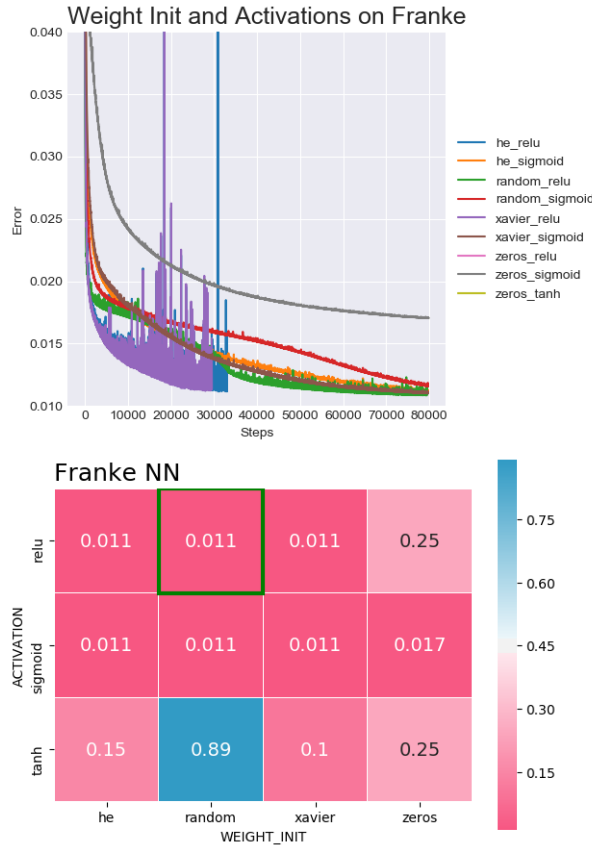 Weight Init and Activations on Franke
0.040
0.035
0.030
0.025
0.020
0.015
0.010
Error
0 10000 20000 30000 40000 50000 60000 70000 80000
Steps
he_relu
he_sigmoid
random_relu
random_sigmoid
xavier_relu
xavier_sigmoid
zeros_relu
zeros_sigmoid
zeros_tanh
Franke NN
ACTIVATION
relu
0.011 0.011 0.011 0.25
sigmoid
0.011 0.011 0.011 0.017
tanh
0.15 0.89 0.1 0.25
he random xavier zeros
WEIGHT_INIT
0.75
0.60
0.45
0.30
0.15